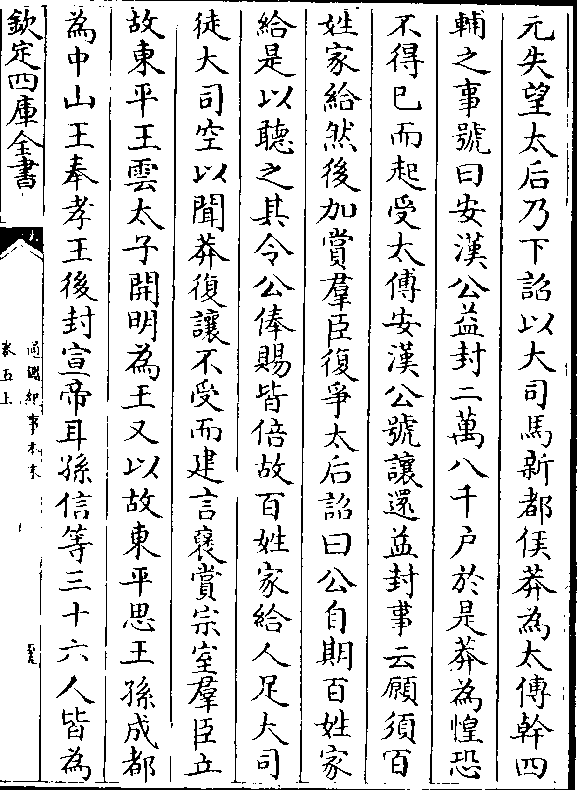 元失望太后乃下詔以大司馬新都侯莽為太傅幹四
輔之事號曰安漢公益封二萬八千户於是莽為惶恐
不得已而起受太傅安漢公號讓還益封事云願須百
姓家給然後加賞羣臣復爭太后詔曰公自期百姓家
給是以聽之其令公俸賜皆倍故百姓家給人足大司
徒大司空以聞莽復讓不受而建言襃賞宗室羣臣立
故東平王雲太子開明為王又以故東平思王孫成都
為中山王奉孝王後封宣帝耳孫信等三十六人皆為
欽定四庫全書
通鑑紀事本末
卷五上